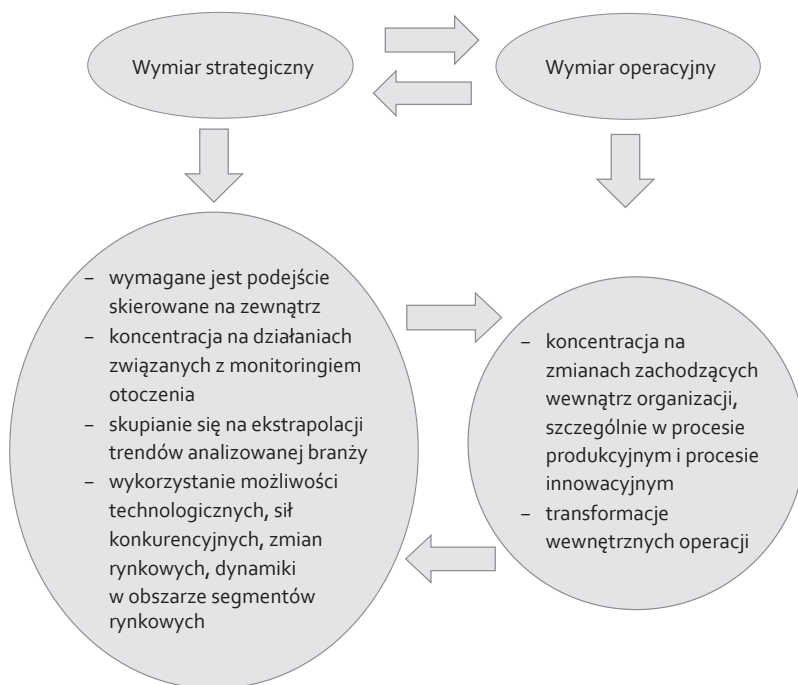 Wymiar strategiczny
Wymiar operacyjny
– wymagane jest podejście
skierowane na zewnątrz
– koncentracja na działaniach
związanych z monitoringiem
otoczenia
– skupianie się na ekstrapolacji
trendów analizowanej branży
– wykorzystanie możliwości
technologicznych, sił
konkurencyjnych, zmian
rynkowych, dynamiki
w obszarze segmentów
rynkowych
– koncentracja na
zmianach zachodzących
wewnątrz organizacji,
szczególnie w procesie
produkcyjnym i procesie
innowacyjnym
– transformacje
wewnętrznych operacji